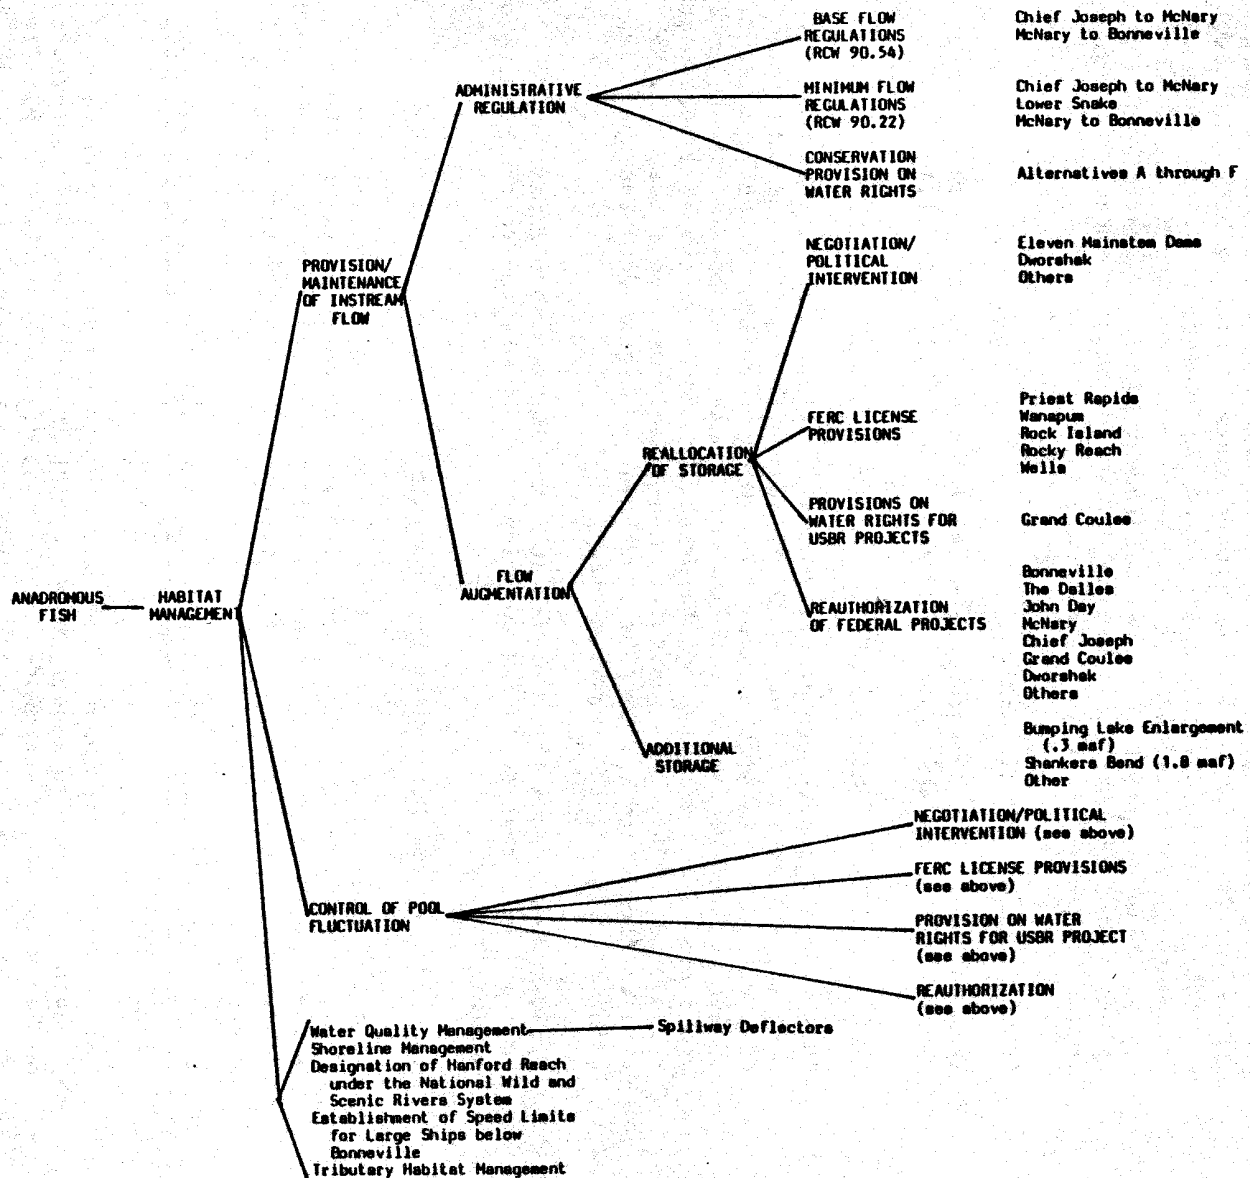 BASE FLOW
REGULATIONS
(RCW 90.54)
Chief Joseph to McNary
McNary to Bonneville
ADMINISTRATIVE
REGULATION
MINIMUM FLOW
REGULATIONS
(RCW 90.22)
Chief Joseph to McNary
Lower Snake
McNary to Bonneville
CONSERVATION
PROVISION ON
WATER RIGHTS
Alternatives A through F
PROVISION/
MAINTENANCE
OF INSTREAM
FLOW
NEGOTIATION/
POLITICAL
INTERVENTION
Eleven Mainstem Dams
Dworshak
Others
REALLOCATION
OF STORAGE
FERC LICENSE
PROVISIONS
Priest Rapids
Wanapum
Rock Island
Rocky Reach
Wells
PROVISIONS ON
WATER RIGHTS FOR
USBR PROJECTS
Grand Coulee
ANADROMOUS
FISH
HABITAT
MANAGEMENT
FLOW
AUGMENTATION
REAUTHORIZATION
OF FEDERAL PROJECTS
Bonneville
The Dalles
John Day
McNary
Chief Joseph
Grand Coulee
Dworshak
Others
ADDITIONAL
STORAGE
Bumping Lake Enlargement
(.3 maf)
Shankers Bend (1.8 maf)
Other
CONTROL OF POOL
FLUCTUATION
NEGOTIATION/POLITICAL
INTERVENTION (see above)
FERC LICENSE PROVISIONS
(see above)
PROVISION ON WATER
RIGHTS FOR USBR PROJECT
(see above)
REAUTHORIZATION
(see above)
Water Quality Management
Spillway Deflectors
Shoreline Management
Designation of Hanford Reach
under the National Wild and
Scenic Rivers System
Establishment of Speed Limits
for Large Ships below
Bonneville
Tributary Habitat Management